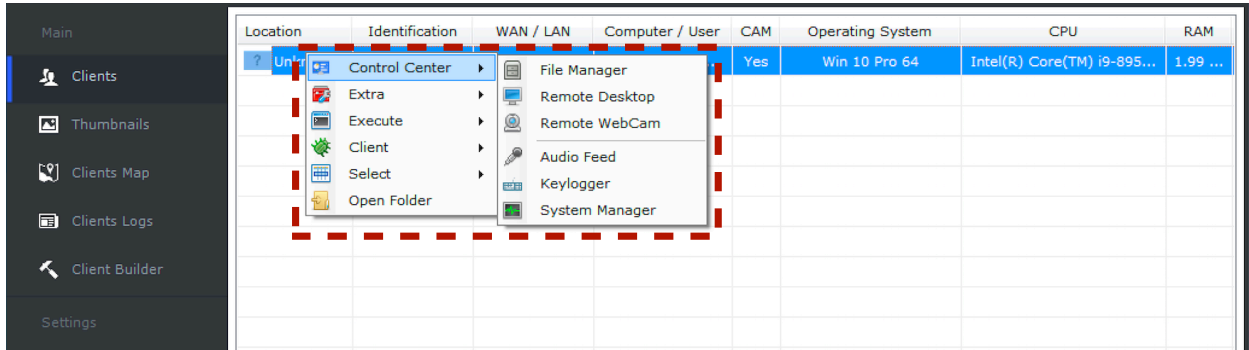 Main
Clients
Thumbnails
Clients Map
Clients Logs
Client Builder
Settings
Location Identification WAN / LAN Computer / User CAM Operating System CPU RAM
? Yes Win 10 Pro 64 Intel(R) Core(TM) i9-895... 1.99 ...
Control Center
Extra
Execute
Client
Select
Open Folder
File Manager
Remote Desktop
Remote WebCam
Audio Feed
Keylogger
System Manager